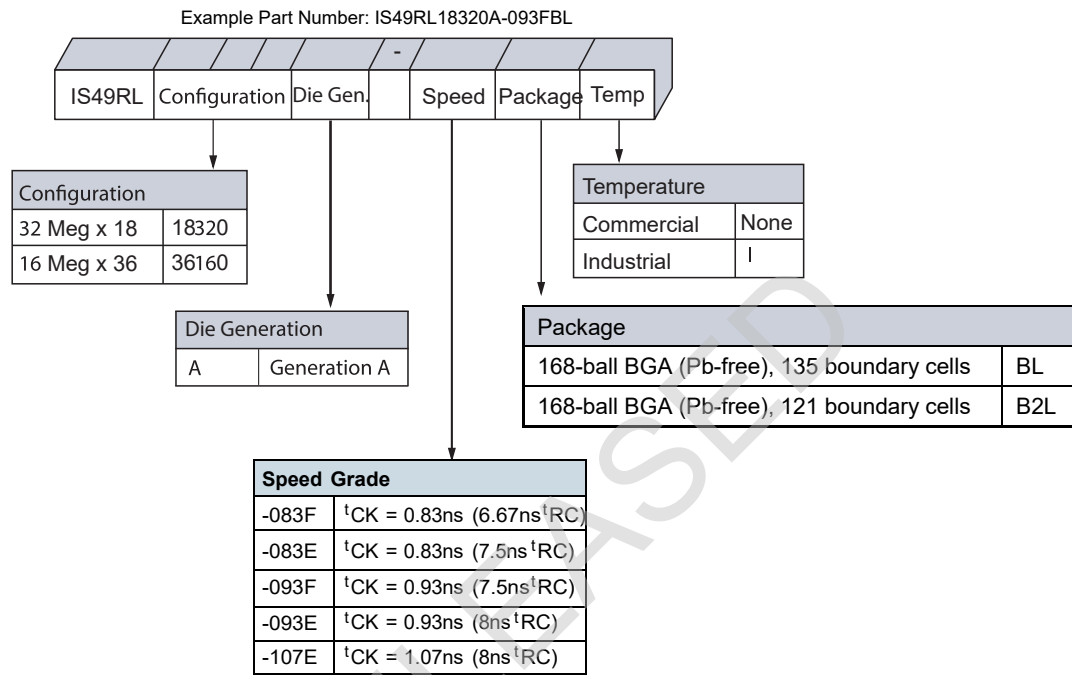 Example Part Number: IS49RL18320A-093FBL
-
IS49RL Configuration Die Gen. Speed Package Temp
Configuration
32 Meg x 18 18320
16 Meg x 36 36160
Temperature
Commercial None
Industrial I
Die Generation
A Generation A
Package
168-ball BGA (Pb-free), 135 boundary cells BL
168-ball BGA (Pb-free), 121 boundary cells B2L
Speed Grade
-083F tCK = 0.83ns (6.67ns tRC)
-083E tCK = 0.83ns (7.5ns tRC)
-093F tCK = 0.93ns (7.5ns tRC)
-093E tCK = 0.93ns (8ns tRC)
-107E tCK = 1.07ns (8ns tRC)